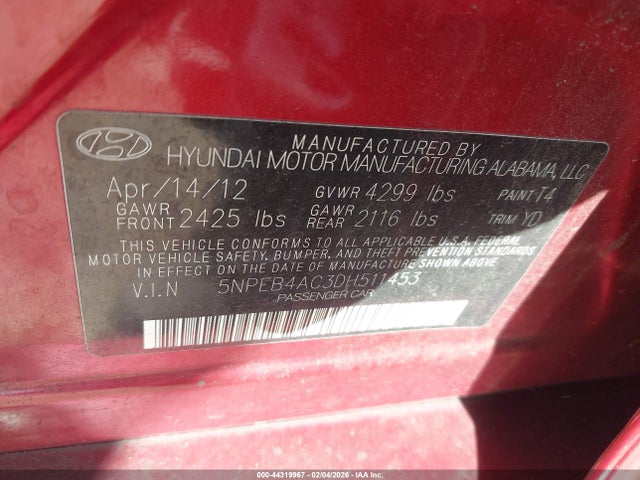 MANUFACTURED BY
HYUNDAI MOTOR MANUFACTURING ALABAMA, LLC
Apr/14/12 GVWR 4299 lbs PAINT T4
GAWR FRONT 2425 lbs GAWR REAR 2116 lbs TRIM YD
THIS VEHICLE CONFORMS TO ALL APPLICABLE U.S.A. FEDERAL
MOTOR VEHICLE SAFETY, BUMPER, AND THEFT PREVENTION STANDARDS
IN EFFECT ON THE DATE OF MANUFACTURE SHOWN ABOVE
V.I.N 5NPEB4AC3DH511453
PASSENGER CAR
000-44319967 - 02/04/2026 - IAAI.COM